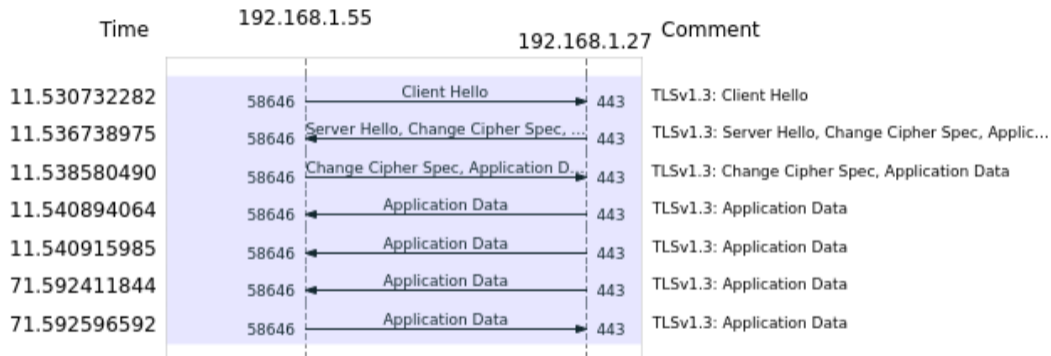 192.168.1.55
Time 192.168.1.27 Comment
11.530732282 58646 Client Hello 443 TLSv1.3: Client Hello
11.536738975 58646 Server Hello, Change Cipher Spec, ... 443 TLSv1.3: Server Hello, Change Cipher Spec, Applic...
11.538580490 58646 Change Cipher Spec, Application D... 443 TLSv1.3: Change Cipher Spec, Application Data
11.540894064 58646 Application Data 443 TLSv1.3: Application Data
11.540915985 58646 Application Data 443 TLSv1.3: Application Data
71.592411844 58646 Application Data 443 TLSv1.3: Application Data
71.592596592 58646 Application Data 443 TLSv1.3: Application Data